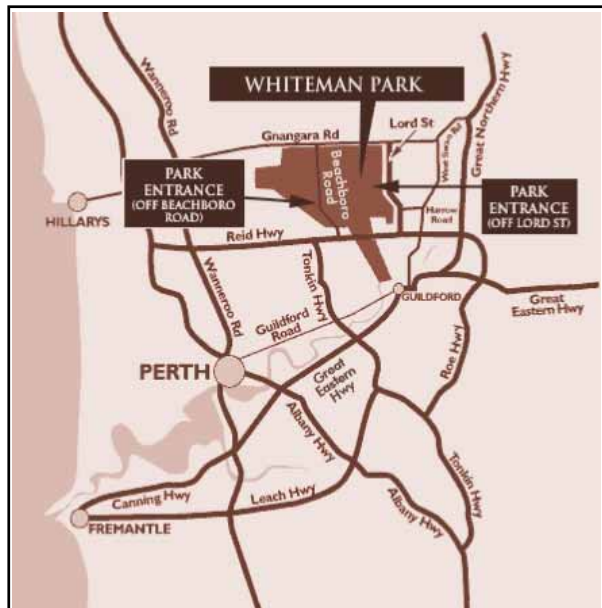 Wanneroo Rd
WHITEMAN PARK
Great Northern Hwy
Gnangara Rd
Lord St
West Swan Rd
PARK
ENTRANCE
(OFF BEACHBORO
ROAD)
Beachboro
Road
PARK
ENTRANCE
(OFF LORD ST)
HILLARYS
Harrow
Road
Reid Hwy
Wanneroo Rd
Tonkin Hwy
GUILDFORD
Great
Eastern Hwy
Guildford
Road
Roe Hwy
PERTH
Great
Eastern
Hwy
Albany Hwy
Tonkin Hwy
Canning Hwy
Leach Hwy
Albany Hwy
FREMANTLE